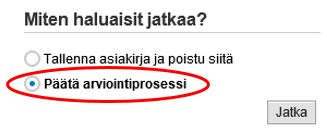 Miten haluaisit jatkaa?
Tallenna asiakirja ja poistu siitä
Päätä arviointiprosessi
Jatka